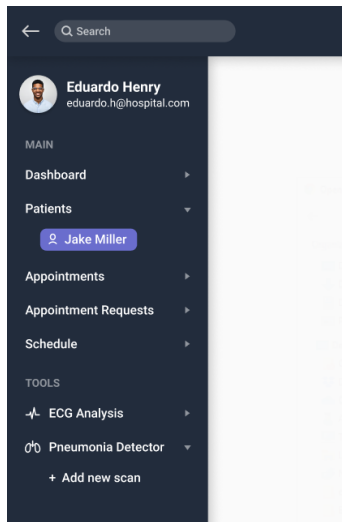 Search
Eduardo Henry
eduardo.h@hospital.com
MAIN
Dashboard
Patients
Jake Miller
Appointments
Appointment Requests
Schedule
TOOLS
ECG Analysis
Pneumonia Detector
+ Add new scan